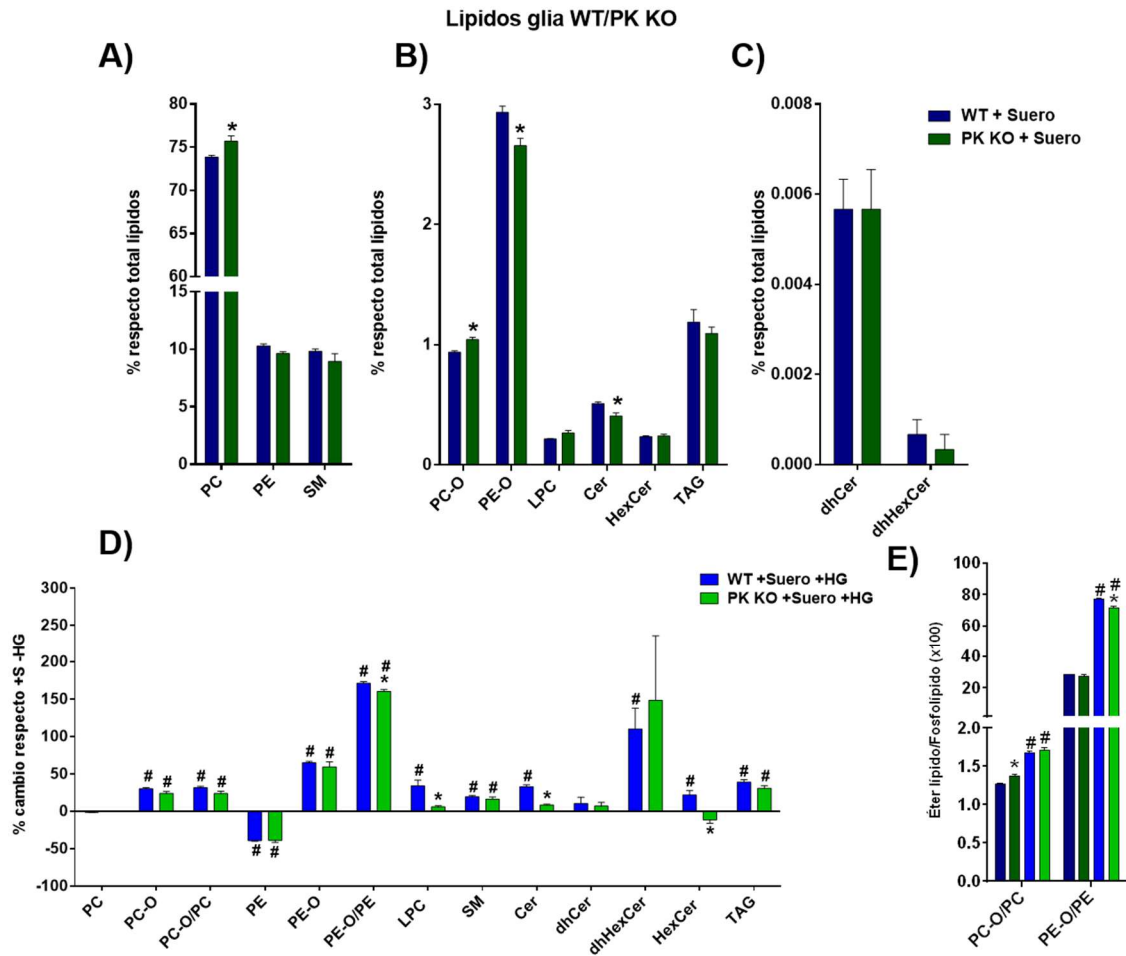 Lipidos glia WT/PK KO
A)
B)
C)
% respecto total lípidos
80
75
70
65
60
15
10
5
0
*
PC
PE
SM
% respecto total lípidos
3
2
1
0
* * *
PC-O
PE-O
LPC
Cer
HexCer
TAG
% respecto total lípidos
0.008
0.006
0.004
0.002
0.000
WT + Suero
PK KO + Suero
dhCer
dhHexCer
D)
% cambio respecto +S -HG
300
250
200
150
100
50
0
-50
-100
WT +Suero +HG
PK KO +Suero +HG
# # # # # # # # # # * # * # # # * # # * # #
PC
PC-O
PC-O/PC
PE
PE-O
PE-O/PE
LPC
SM
Cer
dhCer
dhHexCer
HexCer
TAG
E)
Éter lípido/Fosfolípido (x100)
100
80
60
40
20
2.0
1.5
1.0
0.5
0.0
* # # # # *
PC-O/PC
PE-O/PE